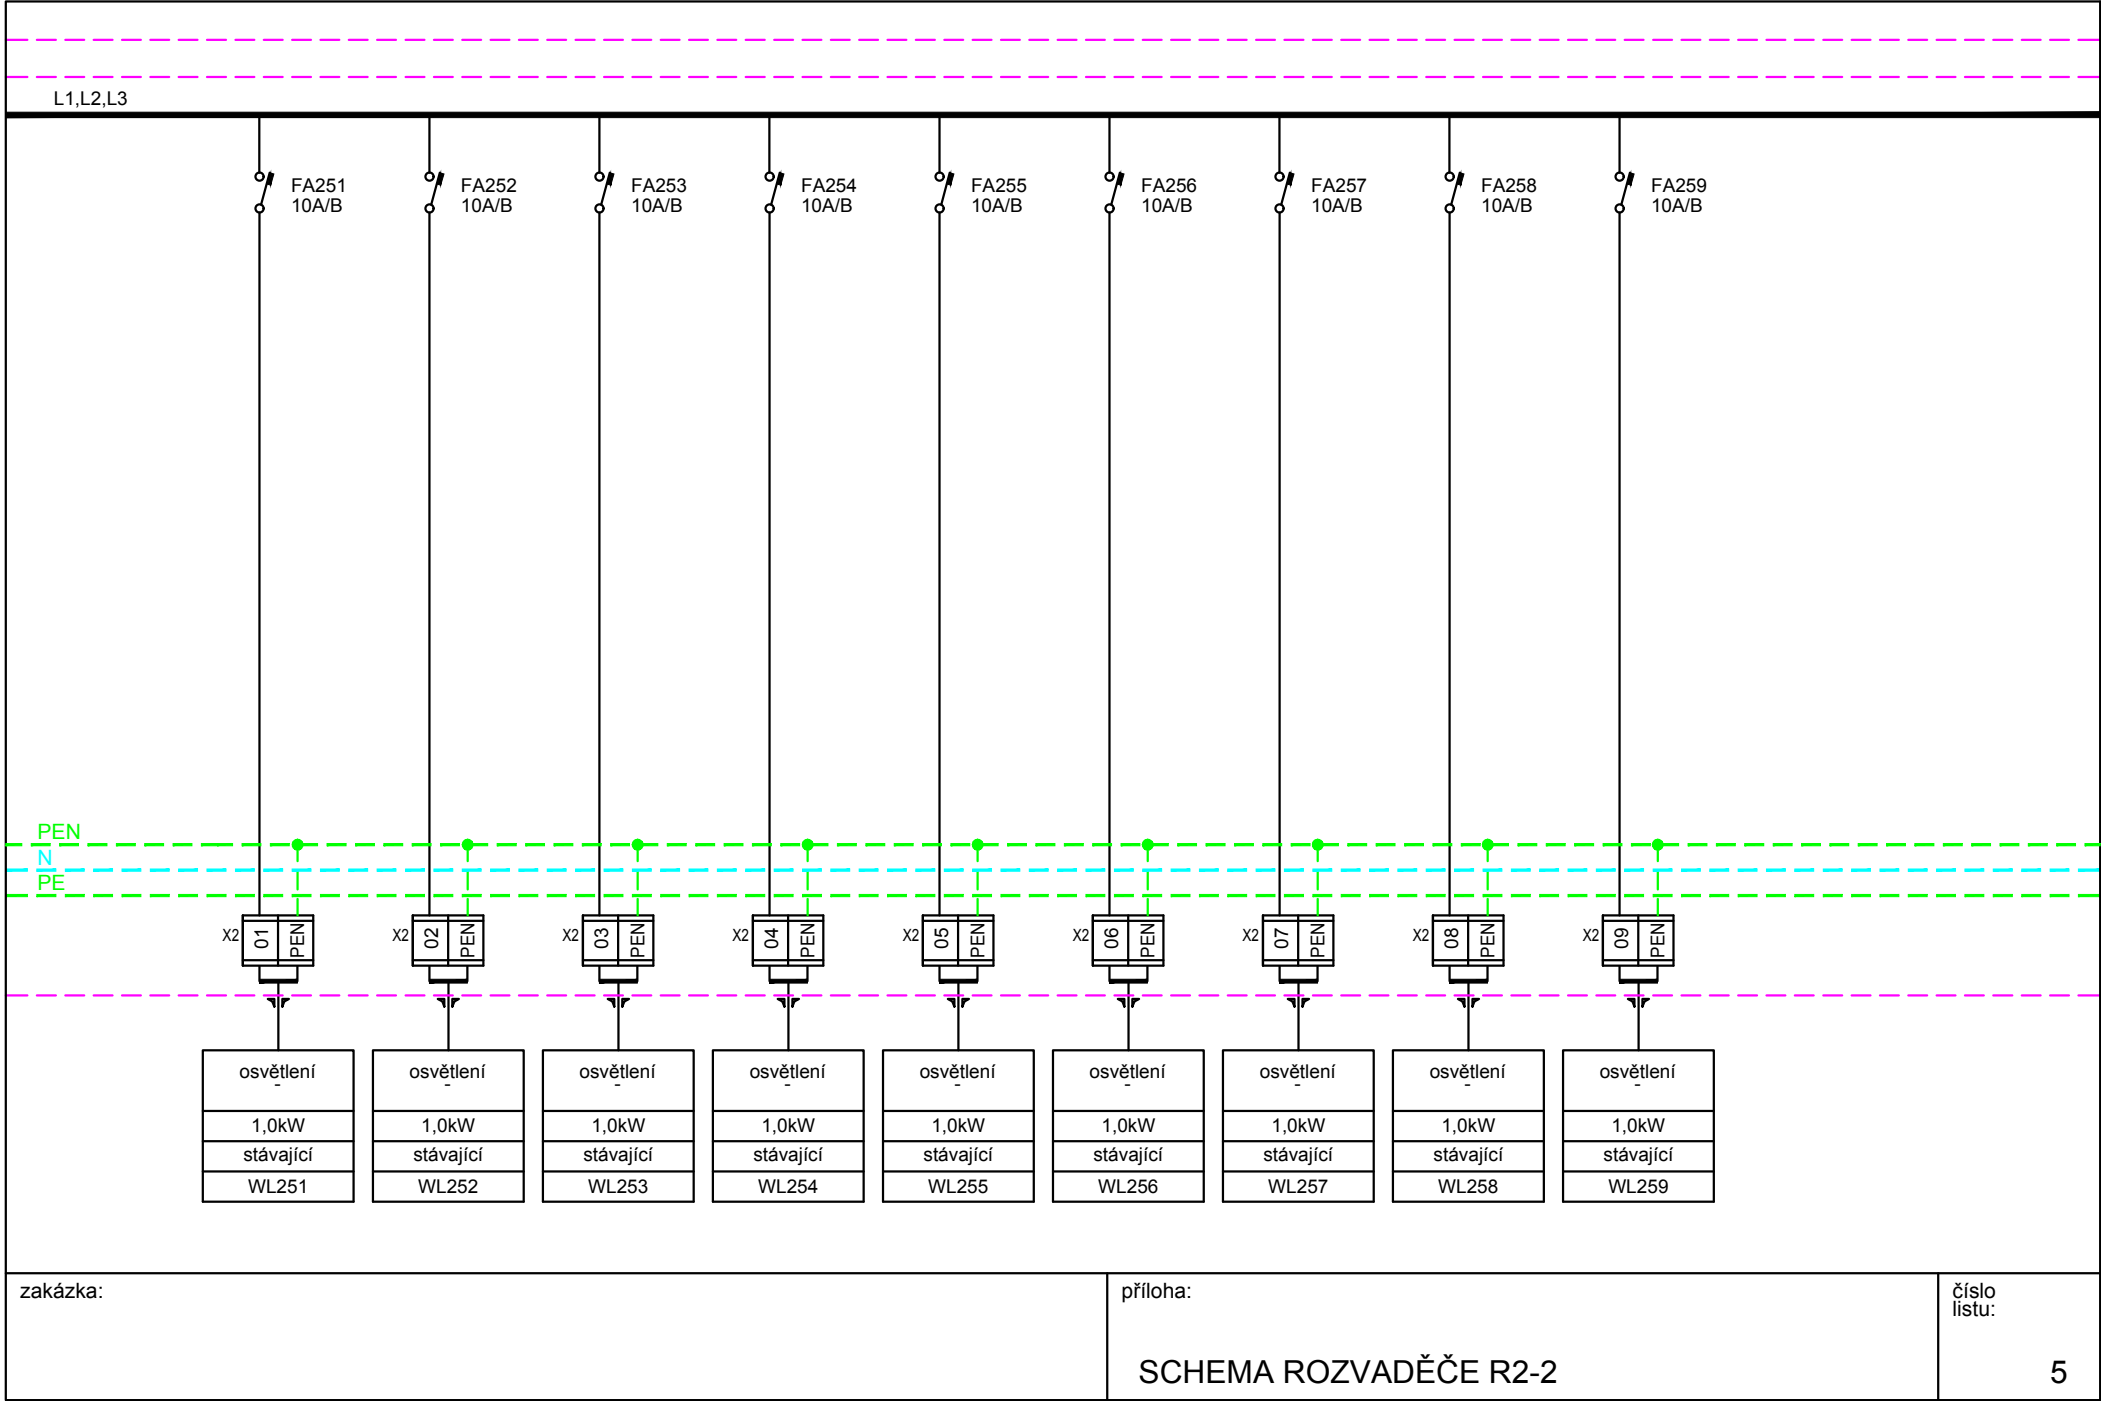 L1,L2,L3
FA251
10A/B
FA252
10A/B
FA253
10A/B
FA254
10A/B
FA255
10A/B
FA256
10A/B
FA257
10A/B
FA258
10A/B
FA259
10A/B
PEN
N
PE
X2 01 PEN
X2 02 PEN
X2 03 PEN
X2 04 PEN
X2 05 PEN
X2 06 PEN
X2 07 PEN
X2 08 PEN
X2 09 PEN
osvětlení
-
1,0kW
stávající
WL251
osvětlení
-
1,0kW
stávající
WL252
osvětlení
-
1,0kW
stávající
WL253
osvětlení
-
1,0kW
stávající
WL254
osvětlení
-
1,0kW
stávající
WL255
osvětlení
-
1,0kW
stávající
WL256
osvětlení
-
1,0kW
stávající
WL257
osvětlení
-
1,0kW
stávající
WL258
osvětlení
-
1,0kW
stávající
WL259
zakázka:
příloha:
SCHEMA ROZVADĚČE R2-2
číslo
listu:
5